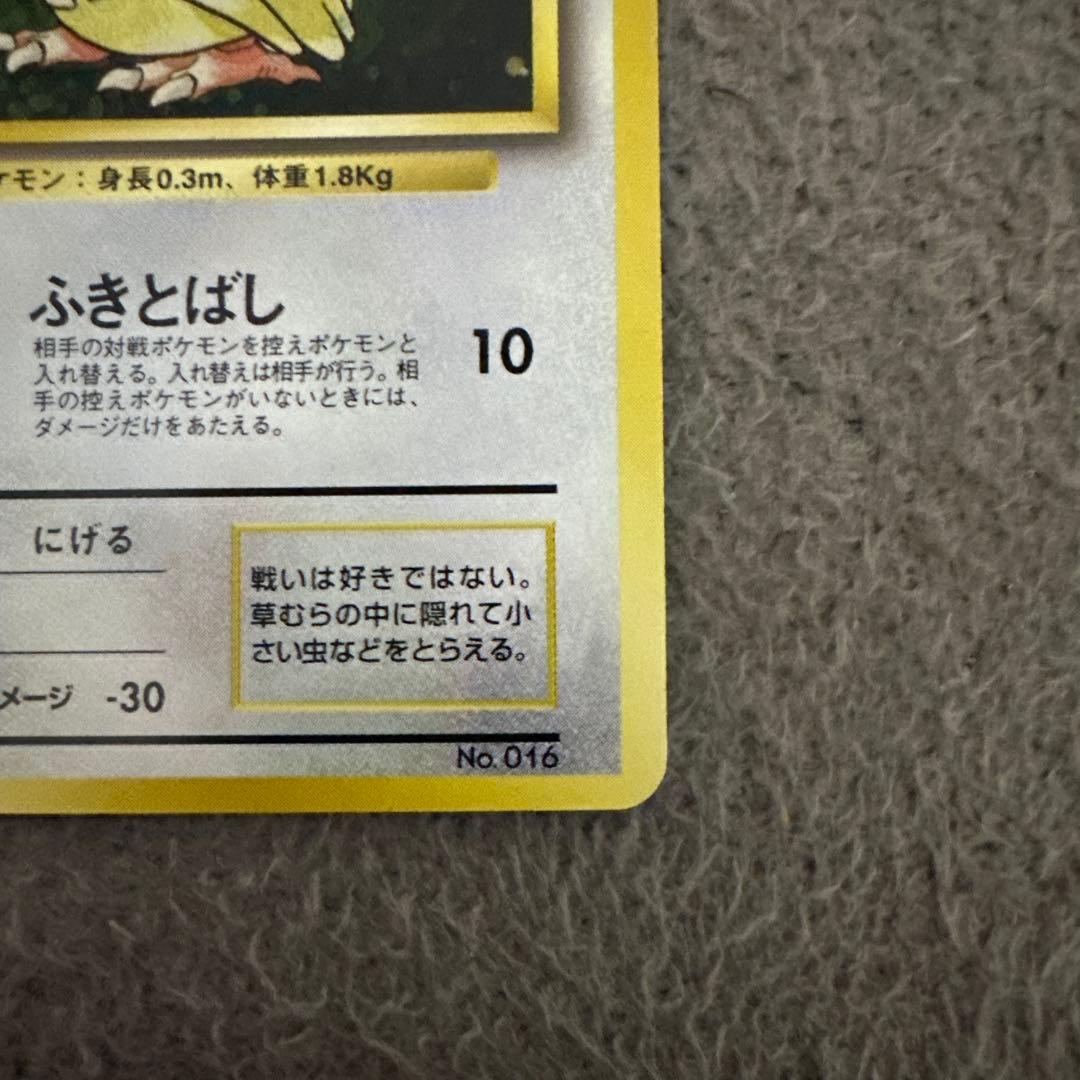 ケモン：身長0.3m、体重1.8Kg
ふきとばし
10
相手の対戦ポケモンを控えポケモンと
入れ替える。入れ替えは相手が行う。相
手の控えポケモンがいないときには、
ダメージだけをあたえる。
にげる
戦いは好きではない。
草むらの中に隠れて小
さい虫などをとらえる。
メージ -30
No.016